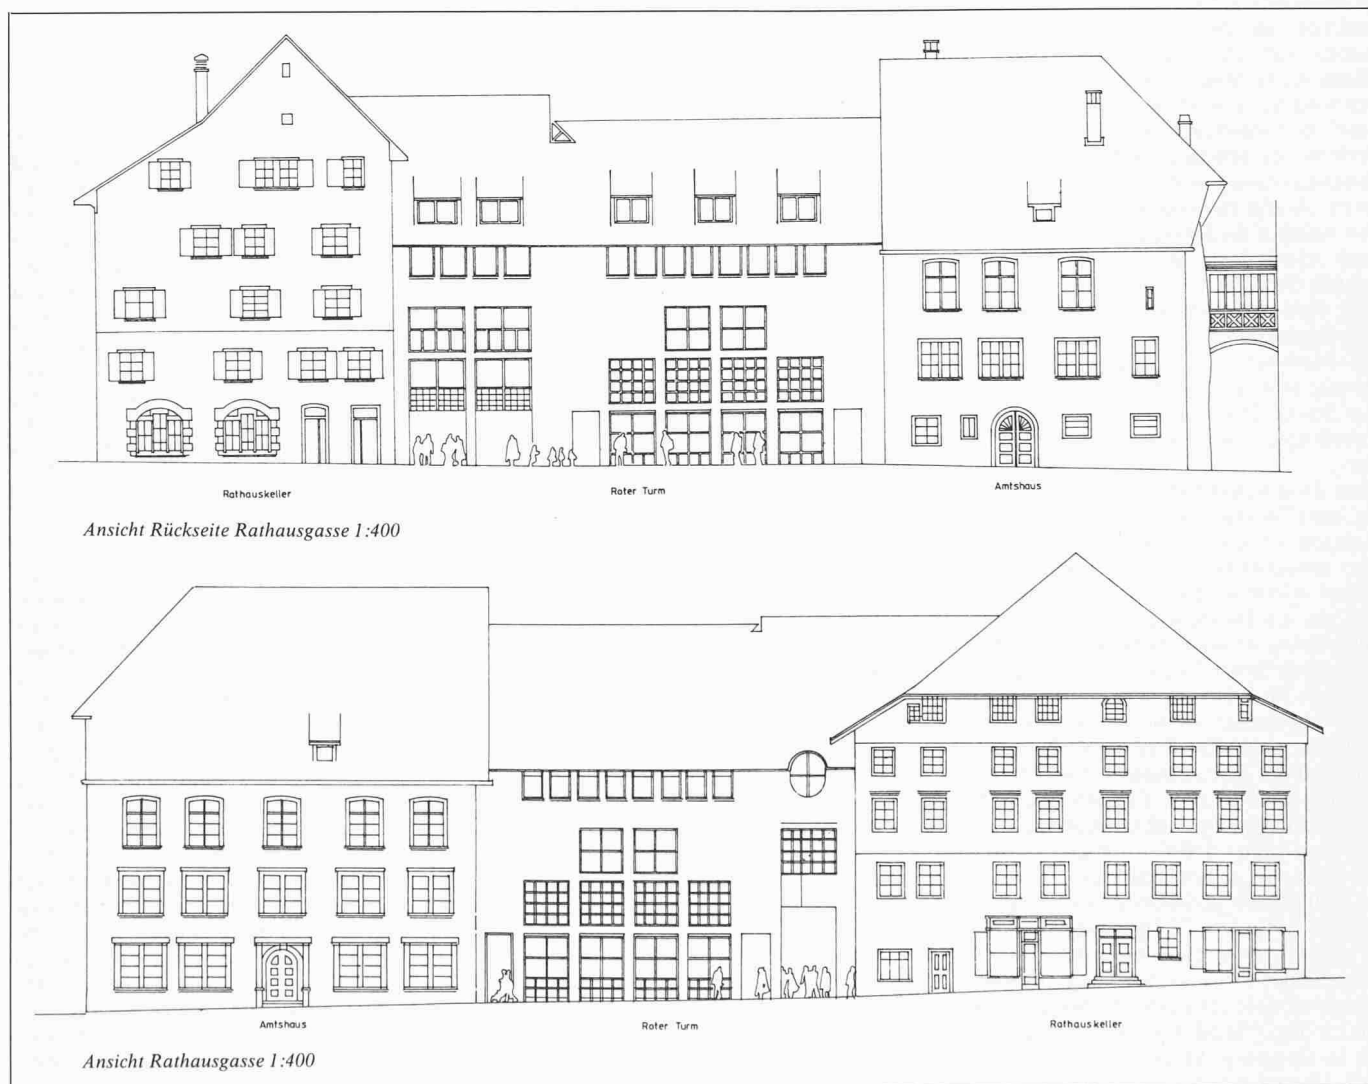 Rathauskeller
Roter Turm
Amtshaus
Ansicht Rückseite Rathausgasse 1:400
Amtshaus
Roter Turm
Rathauskeller
Ansicht Rathausgasse 1:400